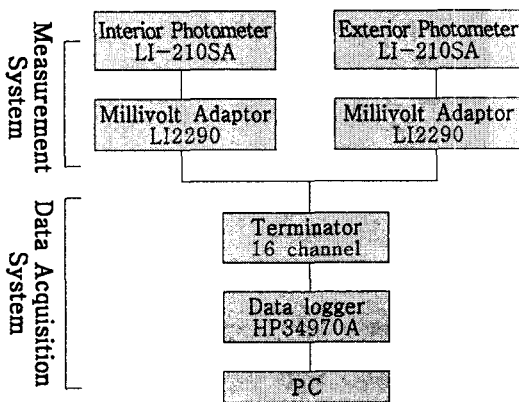 Measurement
System
Interior Photometer
LI-210SA
Exterior Photometer
LI-210SA
Millivolt Adaptor
LI2290
Millivolt Adaptor
LI2290
Data Acquisition
System
Terminator
16 channel
Data logger
HP34970A
PC